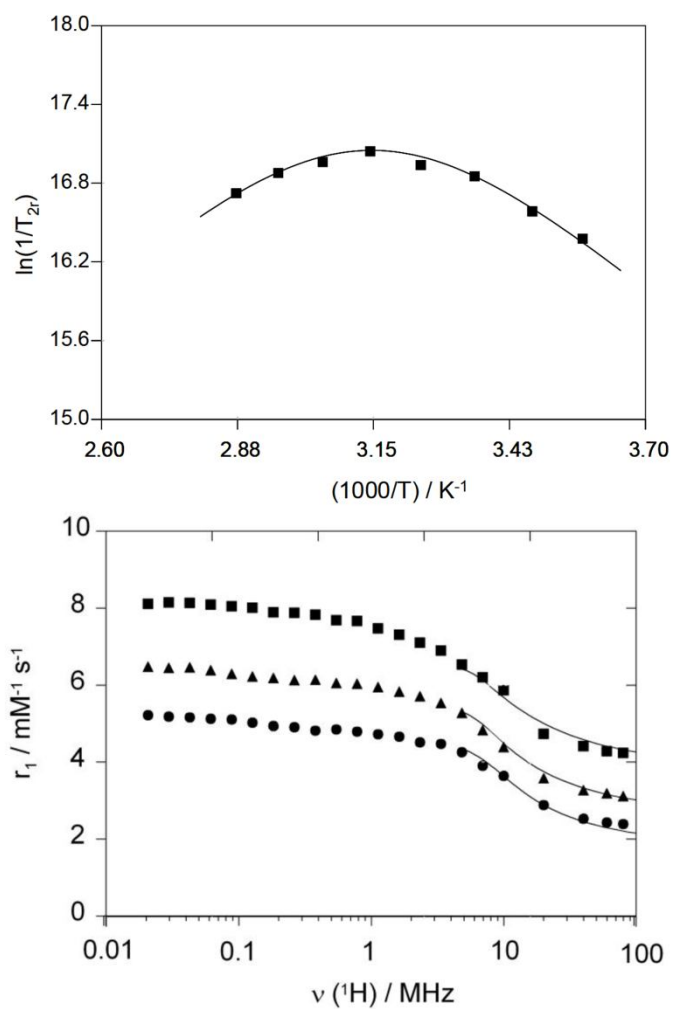 18.0
17.4
16.8
16.2
15.6
15.0
ln(1/T2r)
2.60 2.88 3.15 3.43 3.70
(1000/T) / K-1
10
8
6
4
2
0
r1 / mM-1 s-1
0.01 0.1 1 10 100
ν (1H) / MHz